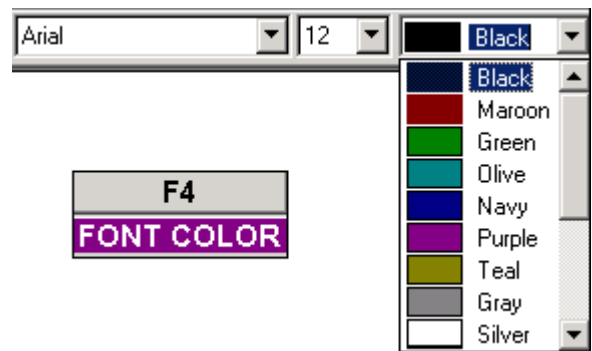 Arial 12 Black
Black
Maroon
Green
Olive
Navy
Purple
Teal
Gray
Silver
F4
FONT COLOR